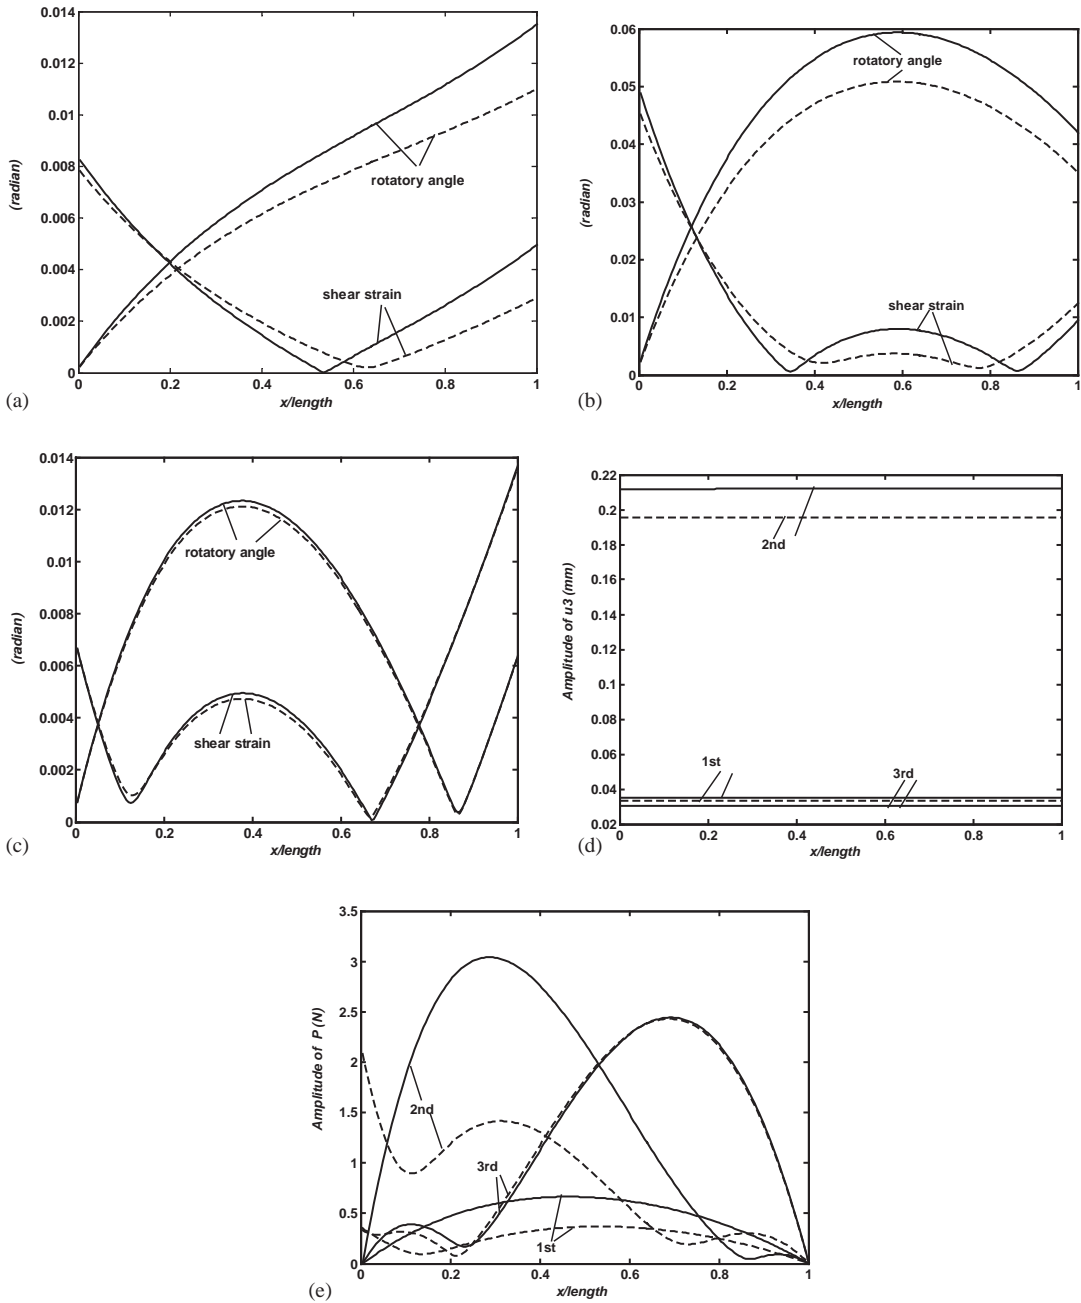 0.014
0.012
0.01
0.008
0.006
0.004
0.002
0
(radian)
rotatory angle
shear strain
0 0.2 0.4 0.6 0.8 1
x/length
(a)
0.06
0.05
0.04
0.03
0.02
0.01
0
(radian)
rotatory angle
shear strain
0 0.2 0.4 0.6 0.8 1
x/length
(b)
0.014
0.012
0.01
0.008
0.006
0.004
0.002
0
(radian)
rotatory angle
shear strain
0 0.2 0.4 0.6 0.8 1
x/length
(c)
0.22
0.2
0.18
0.16
0.14
0.12
0.1
0.08
0.06
0.04
0.02
Amplitude of u3 (mm)
2nd
1st
3rd
0 0.2 0.4 0.6 0.8 1
x/length
(d)
3.5
3
2.5
2
1.5
1
0.5
0
Amplitude of P (N)
2nd
3rd
1st
0 0.2 0.4 0.6 0.8 1
x/length
(e)